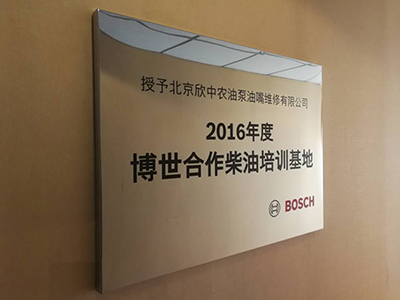 授予北京欣中农油泵油嘴维修有限公司
2016年度
博世合作柴油培训基地
BOSCH